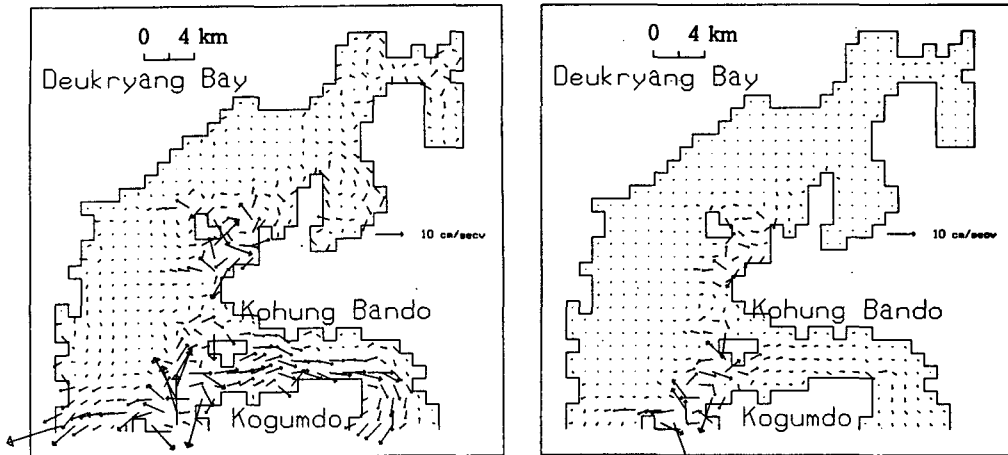 0 4 km
Deukryang Bay
10 cm/secv
Kohung Bando
Kogumdo
0 4 km
Deukryang Bay
10 cm/secv
Kohung Bando
Kogumdo